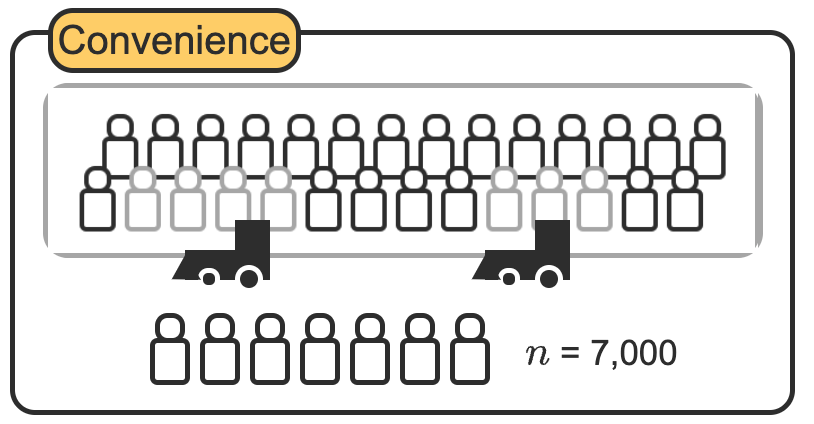 Convenience
n = 7,000